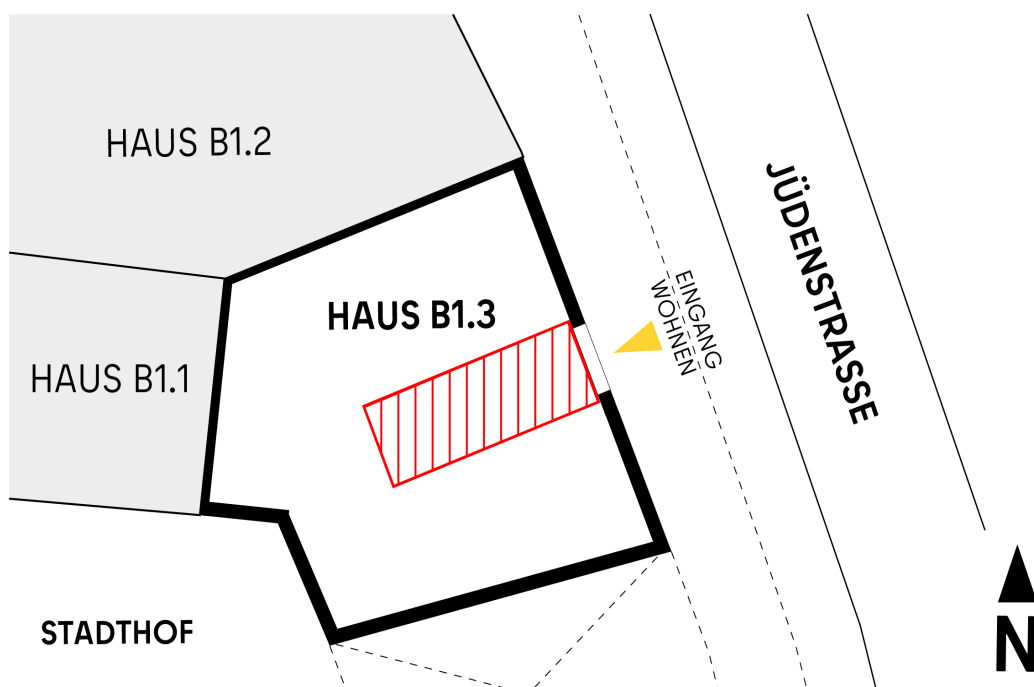 HAUS B1.2
HAUS B1.3
HAUS B1.1
EINGANG
WOHNEN
JÜDENSTRASSE
STADTHOF
N